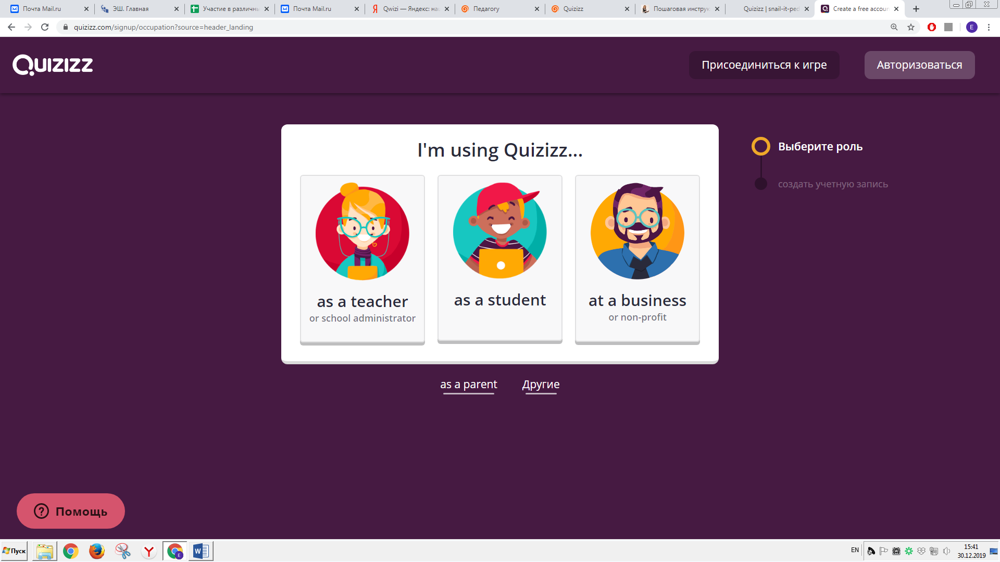 Почта Mail.ru
ЭШ. Главная
Участие в различнь
Почта Mail.ru
Qwizi — Яндекс: на
Педагогу
Quizizz
Пошаговая инструк
Quizizz | snail-it-ped
Create a free accour
quizizz.com/signup/occupation?source=header_landing
E
Quizizz
Присоединиться к игре
Авторизоваться
I'm using Quizizz...
Выберите роль
создать учетную запись
as a teacher
or school administrator
as a student
at a business
or non-profit
as a parent
Другие
Помощь
Пуск
EN
15:41
30.12.2019